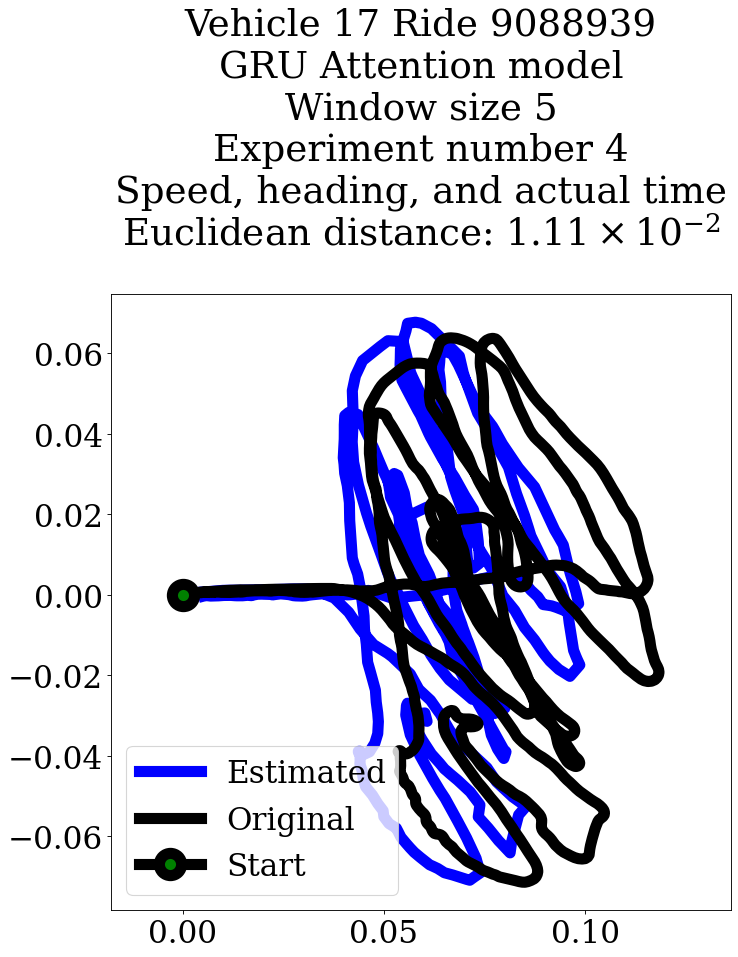 Vehicle 17 Ride 9088939
GRU Attention model
Window size 5
Experiment number 4
Speed, heading, and actual time
Euclidean distance: 1.11 × 10⁻²
0.06
0.04
0.02
0.00
−0.02
−0.04
−0.06
Estimated
Original
Start
0.00 0.05 0.10